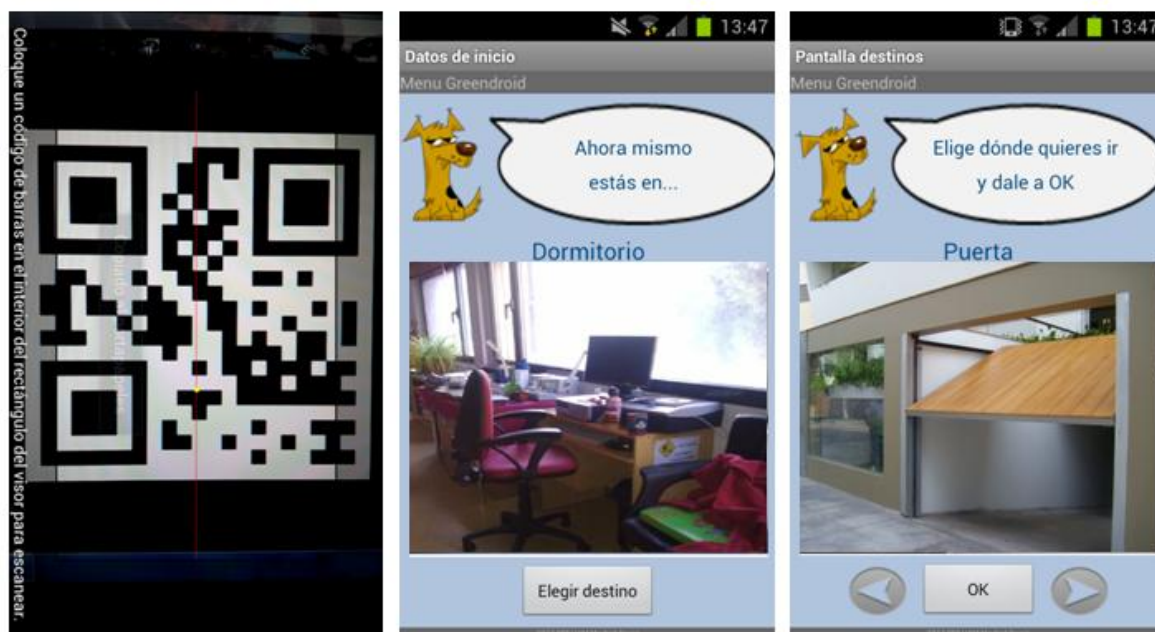 Coloque un código de barras en el interior del rectángulo del visor para escanear.
13:47
Datos de inicio
Menu Greendroid
Ahora mismo
estás en...
Dormitorio
Elegir destino
13:47
Pantalla destinos
Menu Greendroid
Elige dónde quieres ir
y dale a OK
Puerta
OK